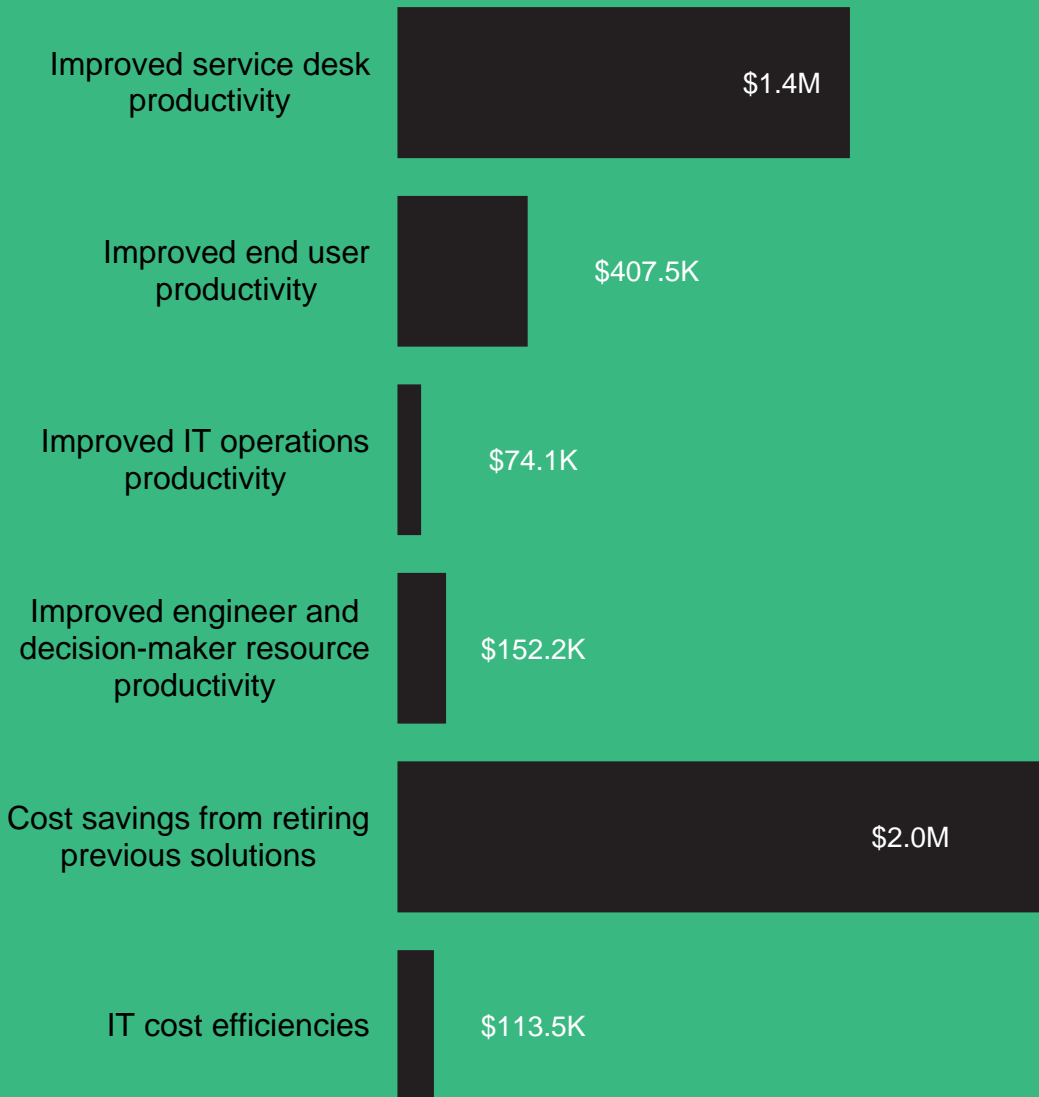 Improved service desk
productivity
$1.4M
Improved end user
productivity
$407.5K
Improved IT operations
productivity
$74.1K
Improved engineer and
decision-maker resource
productivity
$152.2K
Cost savings from retiring
previous solutions
$2.0M
IT cost efficiencies
$113.5K